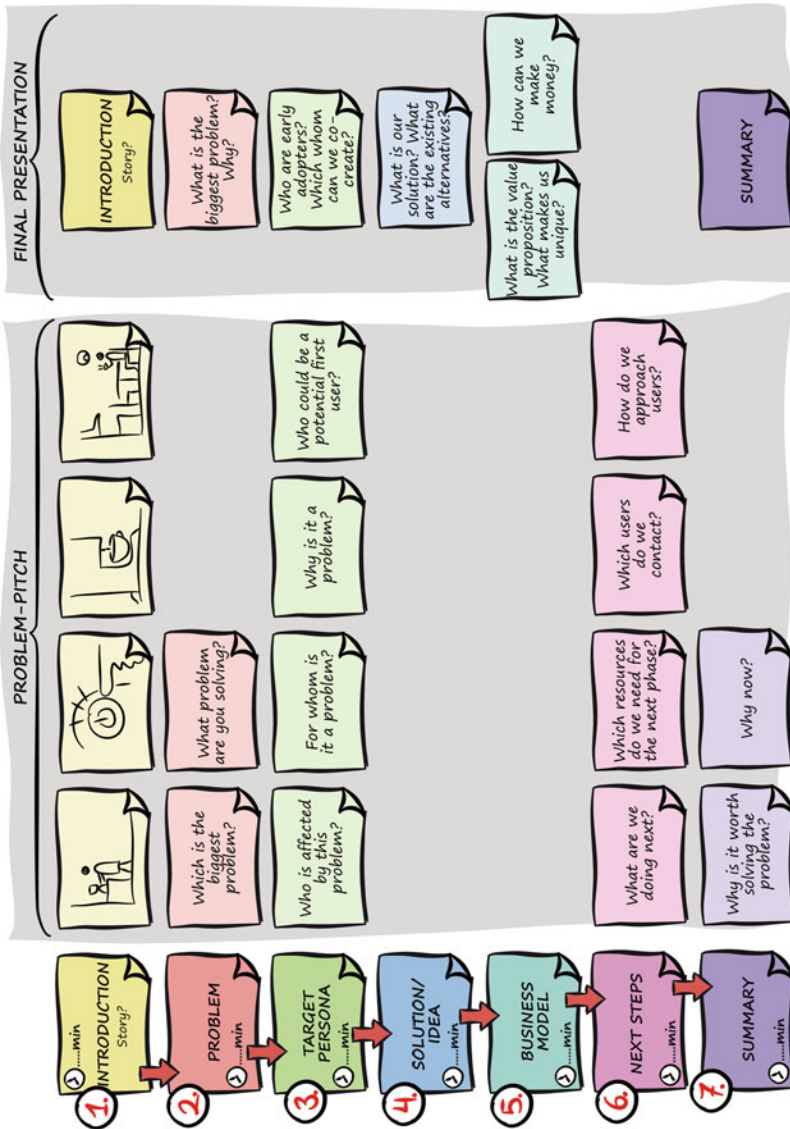 PROBLEM-PITCH
FINAL PRESENTATION
1.
.....min
INTRODUCTION
Story?
INTRODUCTION
Story?
2.
PROBLEM
.....min
Which is the
biggest
problem?
What problem
are you solving?
What is the
biggest problem?
Why?
3.
TARGET
PERSONA
.....min
Who is affected
by this
problem?
For whom is
it a problem?
Why is it a
problem?
Who could be a
potential first
user?
Who are early
adopters?
Which whom
can we co-
create?
4.
SOLUTION/
IDEA
.....min
What is our
solution? What
are the existing
alternatives?
5.
BUSINESS
MODEL
.....min
What is the value
proposition?
What makes us
unique?
How can we
make
money?
6.
NEXT STEPS
.....min
What are we
doing next?
Which resources
do we need for
the next phase?
Which users
do we
contact?
How do we
approach
users?
7.
SUMMARY
.....min
Why is it worth
solving the
problem?
Why now?
SUMMARY